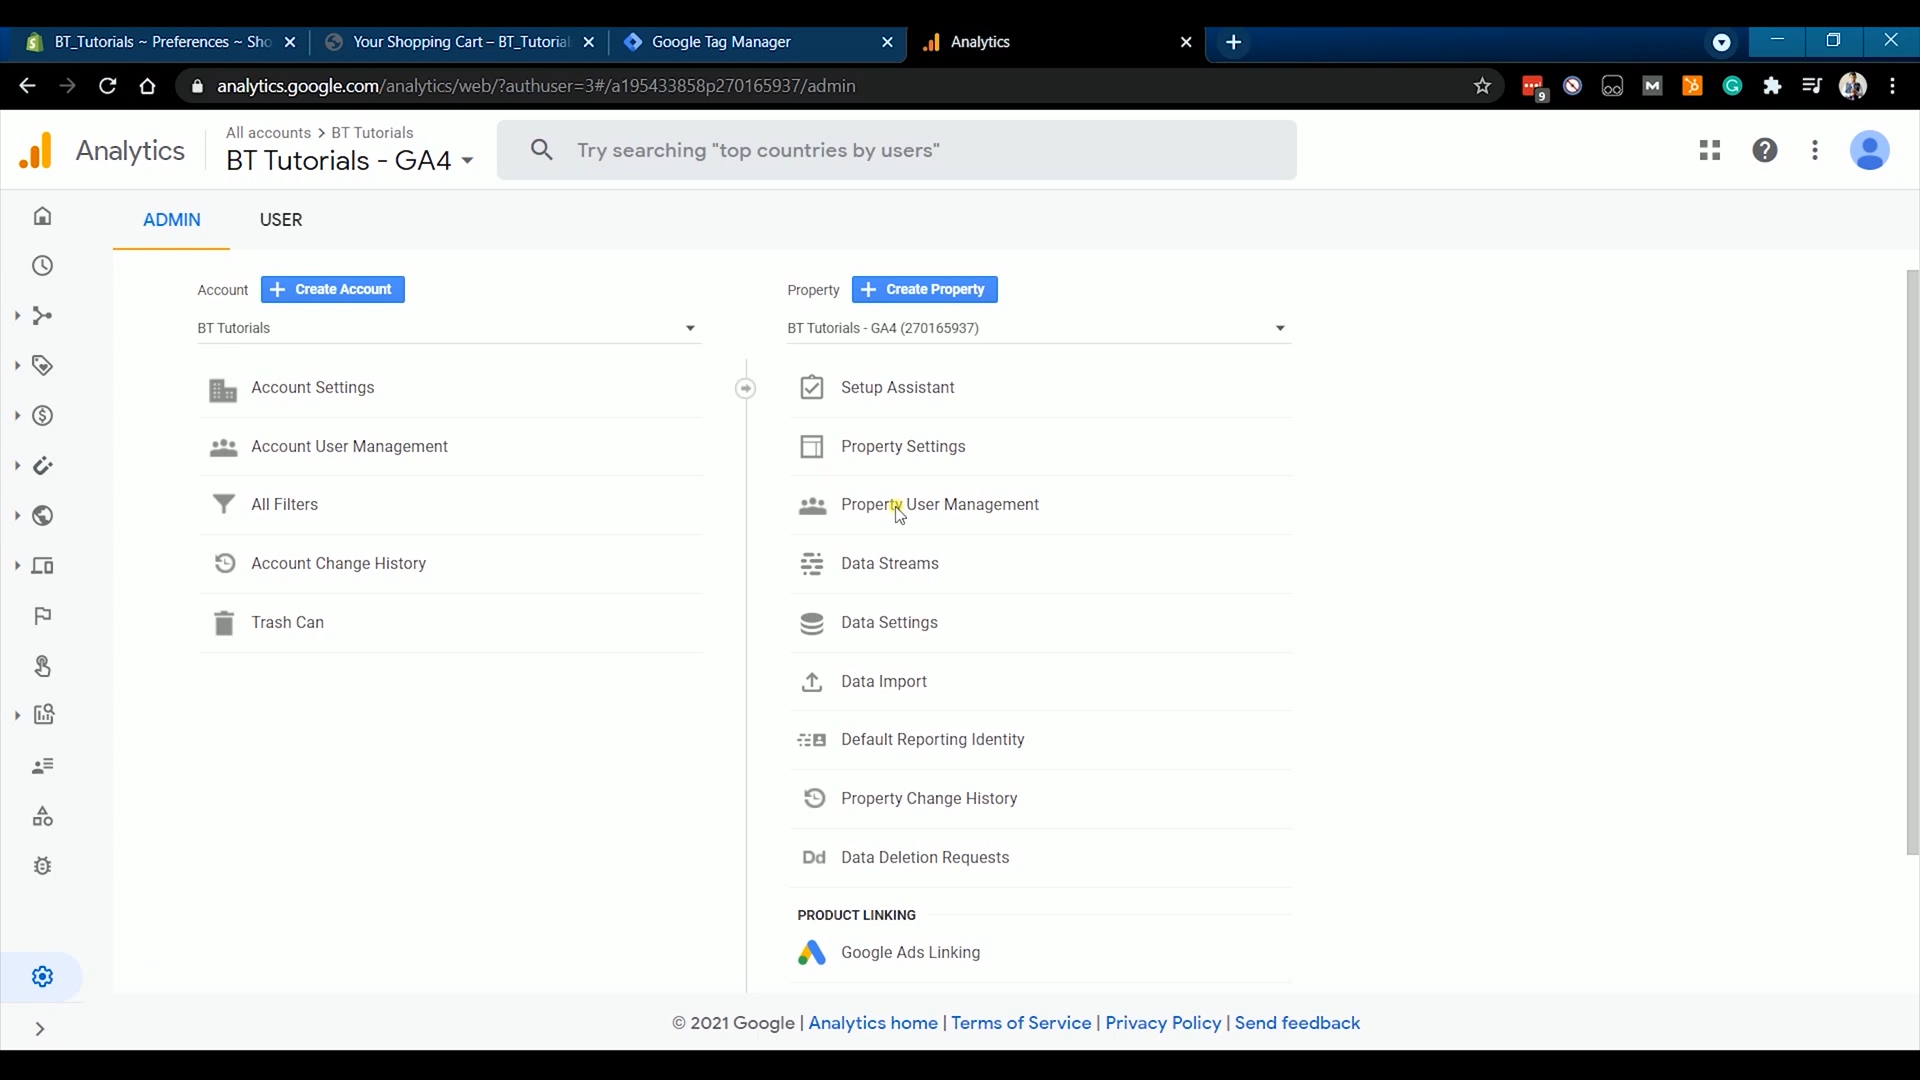 BT_Tutorials ~ Preferences ~ Sho
Your Shopping Cart – BT_Tutorial
Google Tag Manager
Analytics
analytics.google.com/analytics/web/?authuser=3#/a195433858p270165937/admin
9
Analytics
All accounts > BT Tutorials
BT Tutorials - GA4
Try searching "top countries by users"
ADMIN
USER
Account
Create Account
Property
Create Property
BT Tutorials
BT Tutorials - GA4 (270165937)
Account Settings
Account User Management
All Filters
Account Change History
Trash Can
Setup Assistant
Property Settings
Property User Management
Data Streams
Data Settings
Data Import
Default Reporting Identity
Property Change History
Dd Data Deletion Requests
PRODUCT LINKING
Google Ads Linking
© 2021 Google | Analytics home | Terms of Service | Privacy Policy | Send feedback